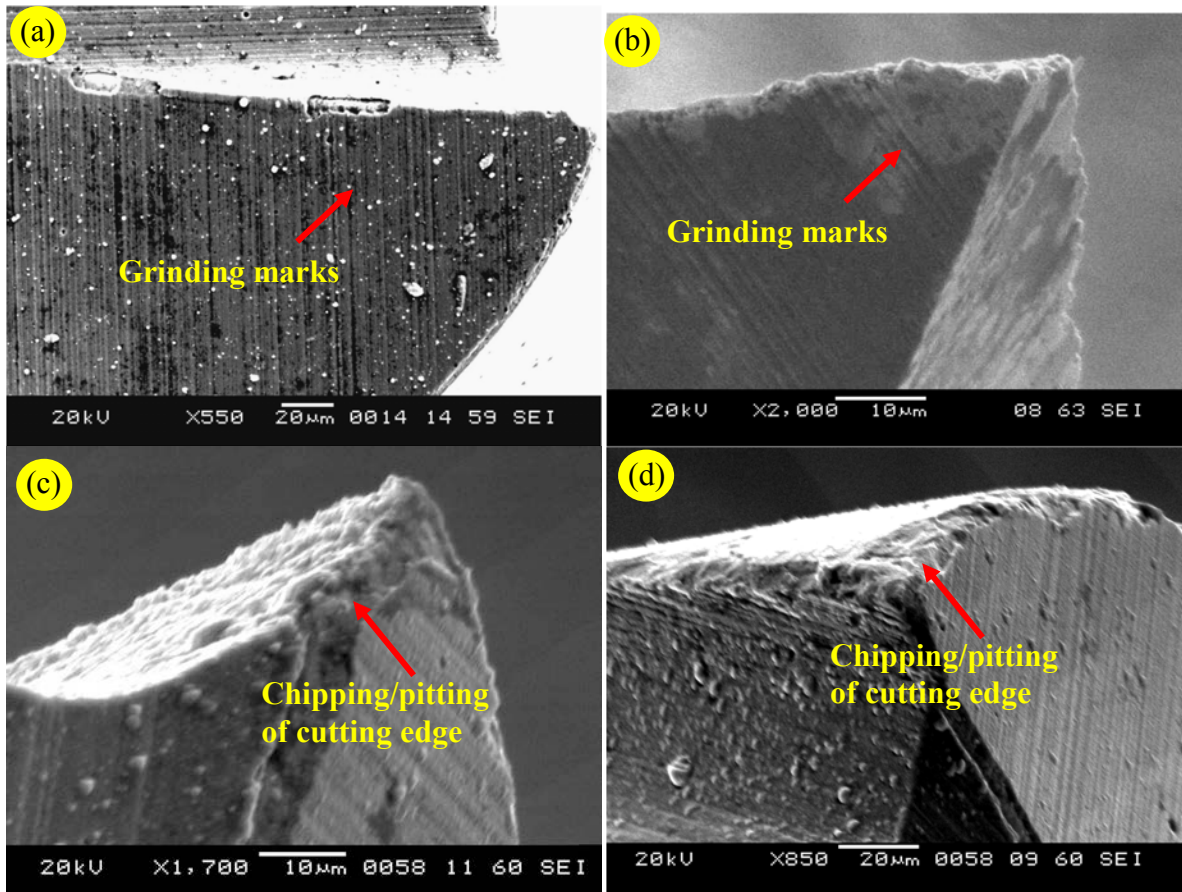 (a)
Grinding marks
20kV X550 20μm 0014 14 59 SEI
(b)
Grinding marks
20kV X2,000 10μm 08 63 SEI
(c)
Chipping/pitting
of cutting edge
20kV X1,700 10μm 0058 11 60 SEI
(d)
Chipping/pitting
of cutting edge
20kV X850 20μm 0058 09 60 SEI